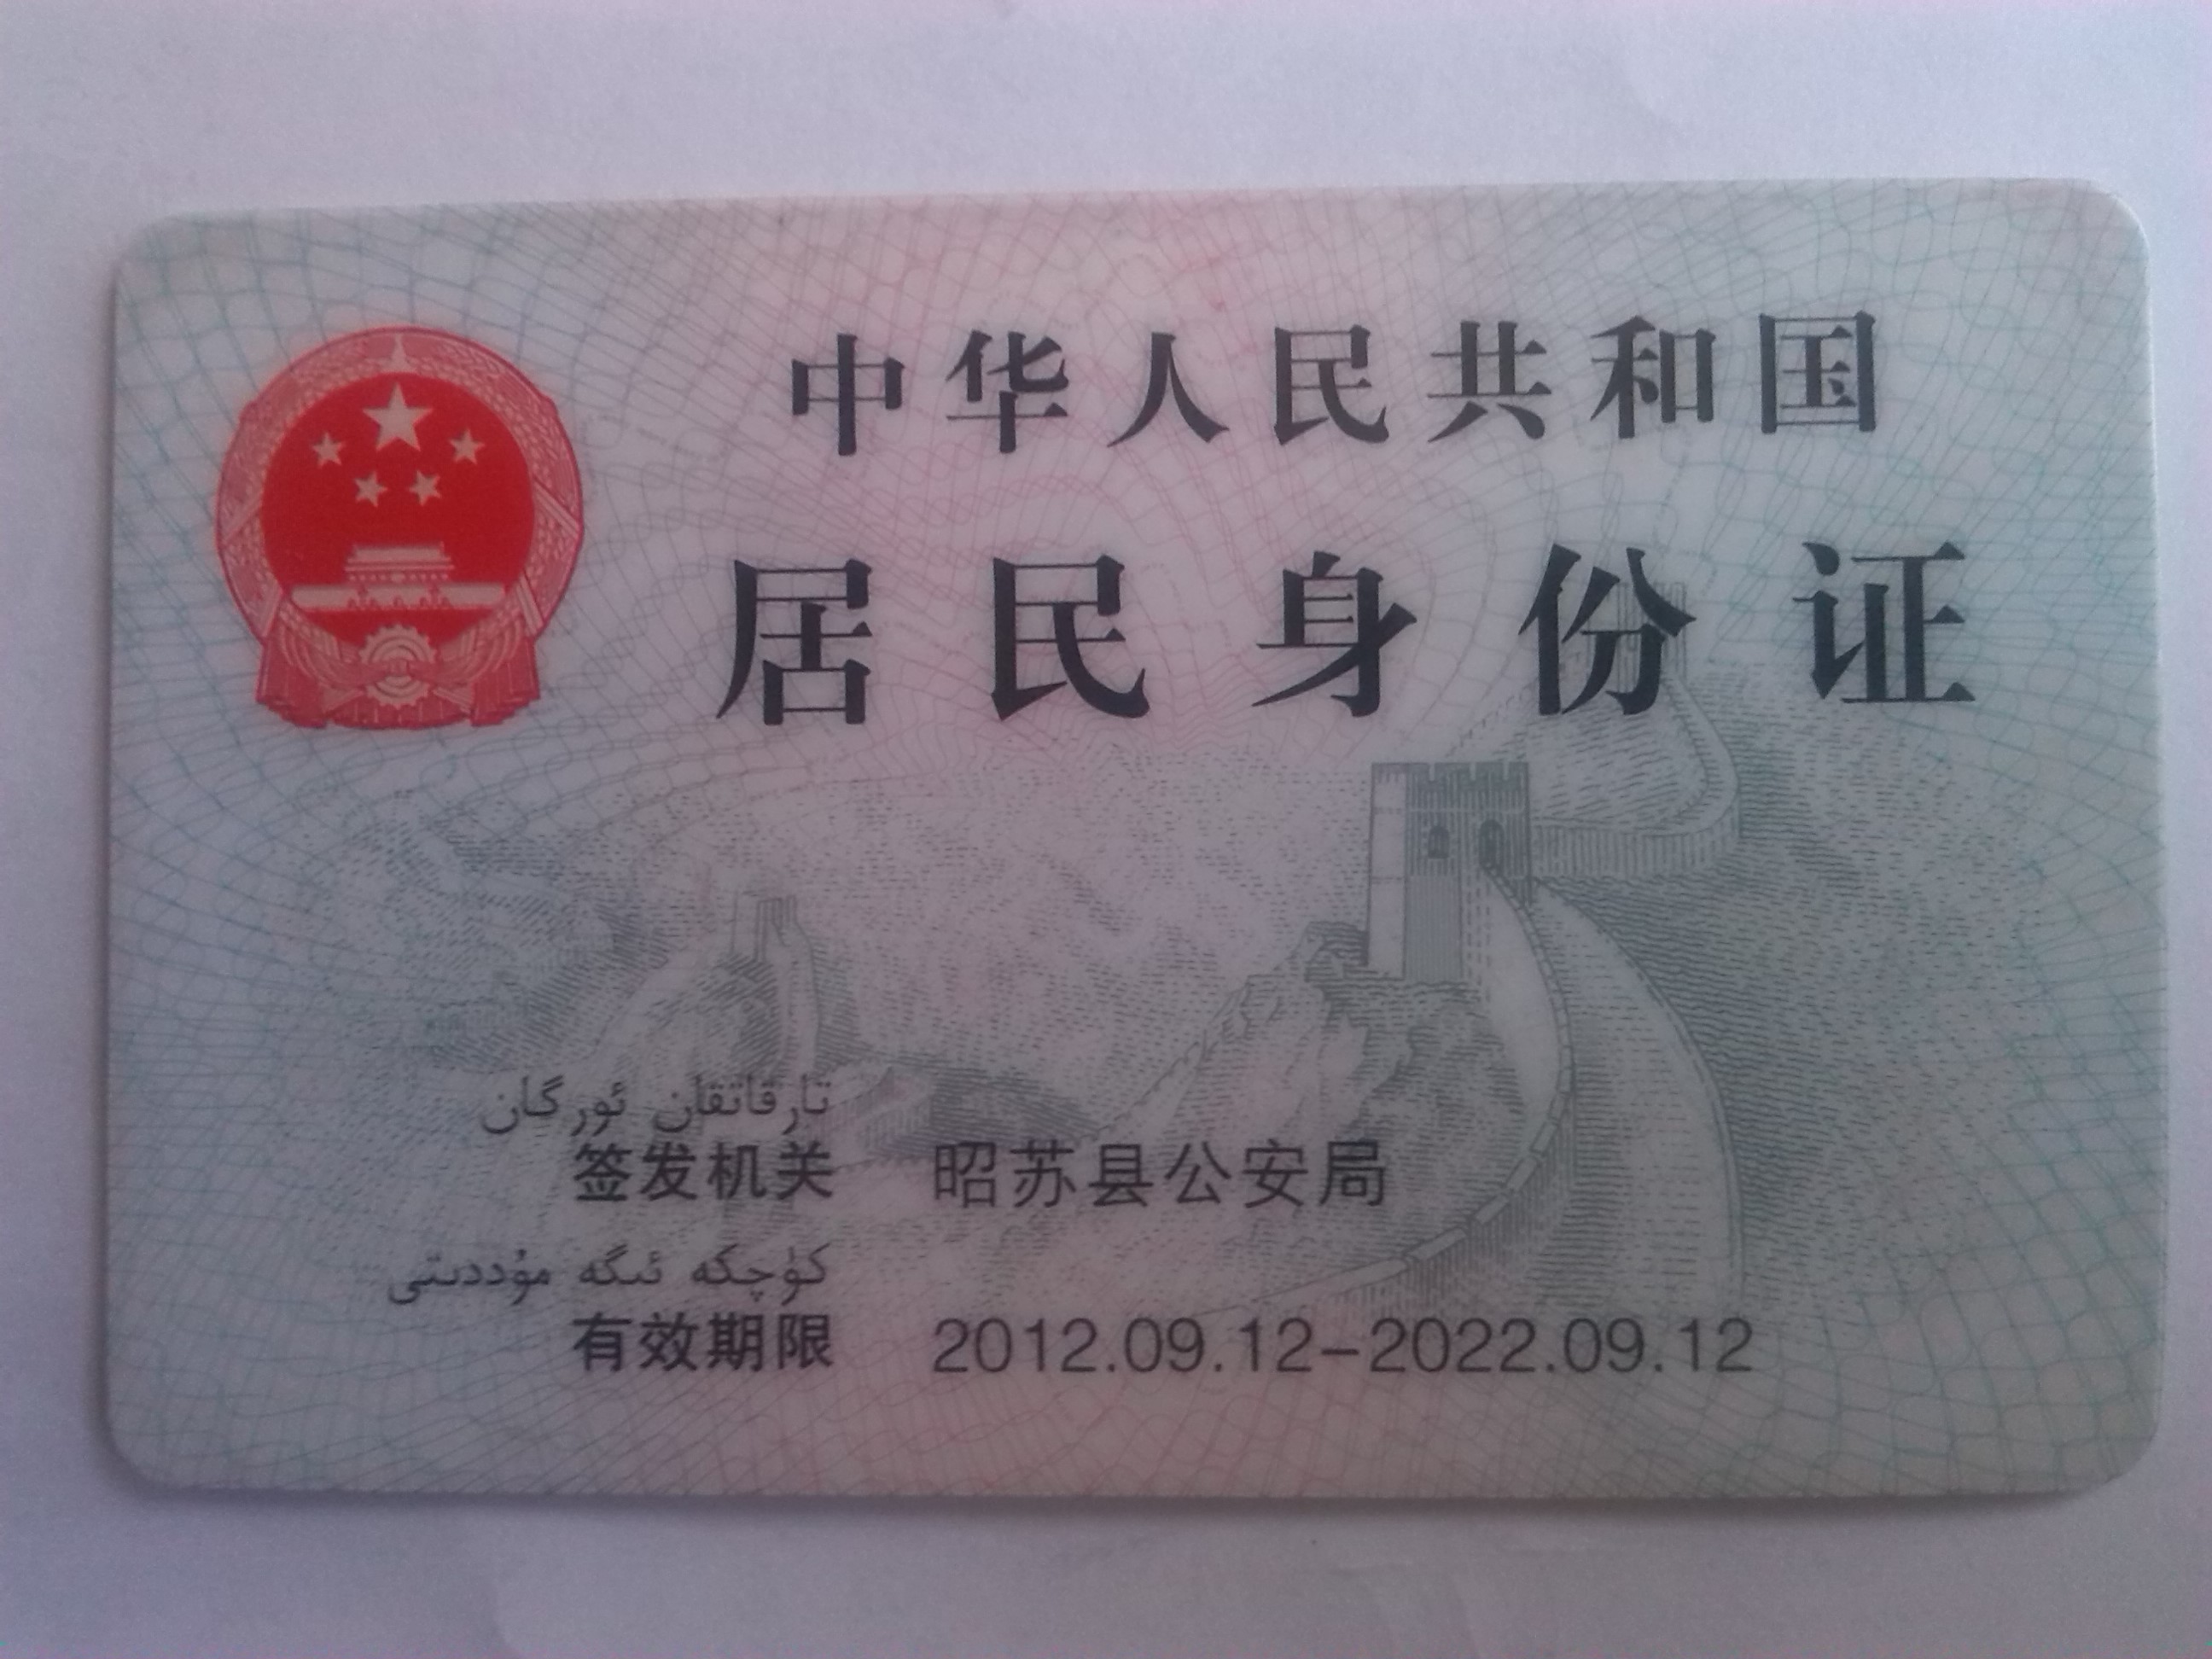 中华人民共和国
居民身份证
تارقاتقان ئورگان
签发机关 昭苏县公安局
كۈچكە ئىگە مۇددىتى
有效期限 2012.09.12-2022.09.12